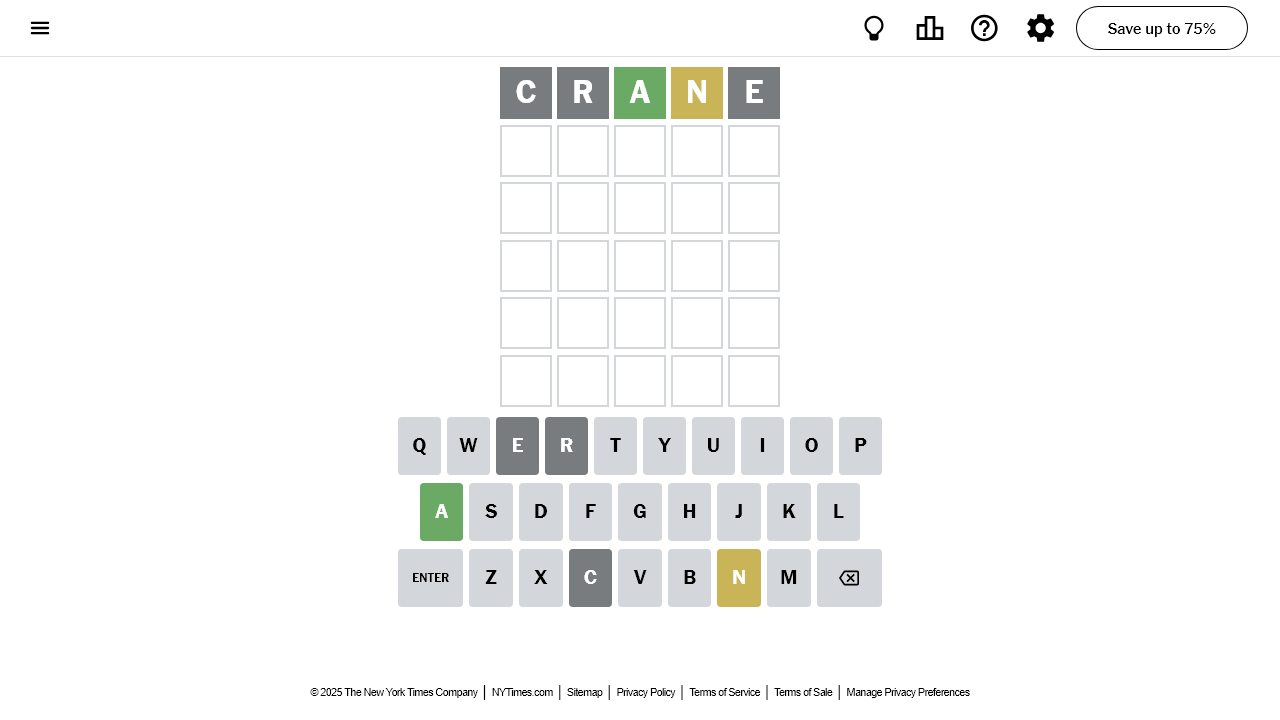 Save up to 75%
C R A N E
Q W E R T Y U I O P
A S D F G H J K L
ENTER Z X C V B N M
© 2025 The New York Times Company | NYTimes.com | Sitemap | Privacy Policy | Terms of Service | Terms of Sale | Manage Privacy Preferences